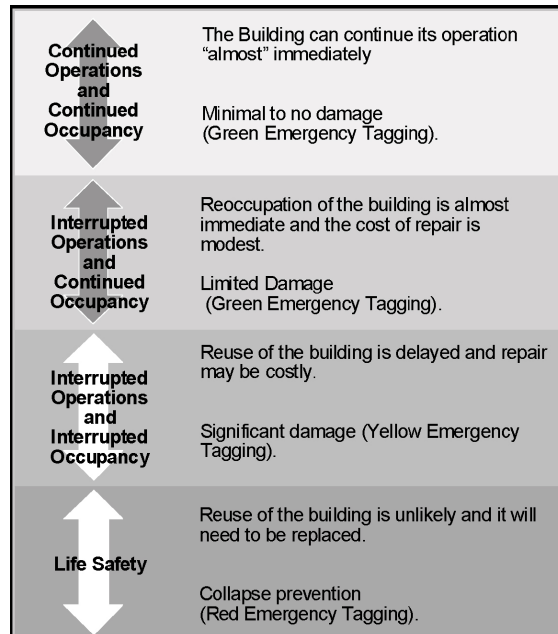 Continued
Operations
and
Continued
Occupancy
The Building can continue its operation
“almost” immediately
Minimal to no damage
(Green Emergency Tagging).
Interrupted
Operations
and
Continued
Occupancy
Reoccupation of the building is almost
immediate and the cost of repair is
modest.
Limited Damage
(Green Emergency Tagging).
Interrupted
Operations
and
Interrupted
Occupancy
Reuse of the building is delayed and repair
may be costly.
Significant damage (Yellow Emergency
Tagging).
Life Safety
Reuse of the building is unlikely and it will
need to be replaced.
Collapse prevention
(Red Emergency Tagging).